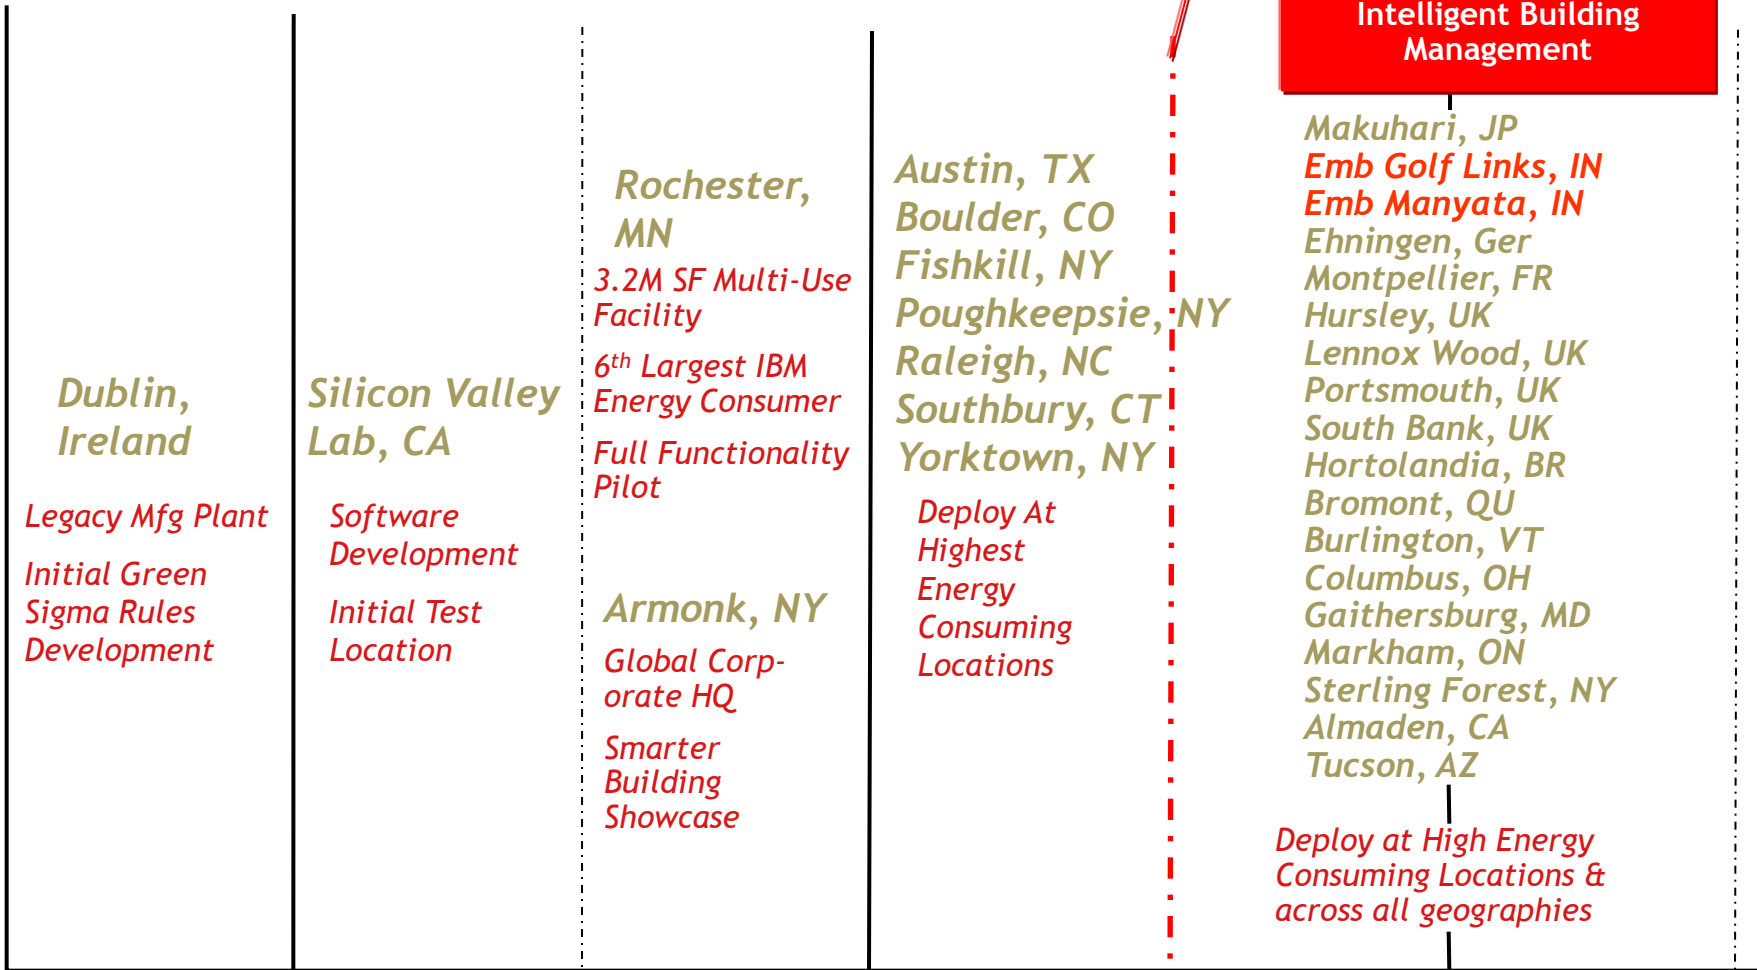 Intelligent Building
Management
Dublin,
Ireland
Legacy Mfg Plant
Initial Green
Sigma Rules
Development
Silicon Valley
Lab, CA
Software
Development
Initial Test
Location
Rochester,
MN
3.2M SF Multi-Use
Facility
6th Largest IBM
Energy Consumer
Full Functionality
Pilot
Armonk, NY
Global Corp-
orate HQ
Smarter
Building
Showcase
Austin, TX
Boulder, CO
Fishkill, NY
Poughkeepsie, NY
Raleigh, NC
Southbury, CT
Yorktown, NY
Deploy At
Highest
Energy
Consuming
Locations
Makuhari, JP
Emb Golf Links, IN
Emb Manyata, IN
Ehningen, Ger
Montpellier, FR
Hursley, UK
Lennox Wood, UK
Portsmouth, UK
South Bank, UK
Hortolandia, BR
Bromont, QU
Burlington, VT
Columbus, OH
Gaithersburg, MD
Markham, ON
Sterling Forest, NY
Almaden, CA
Tucson, AZ
Deploy at High Energy
Consuming Locations &
across all geographies